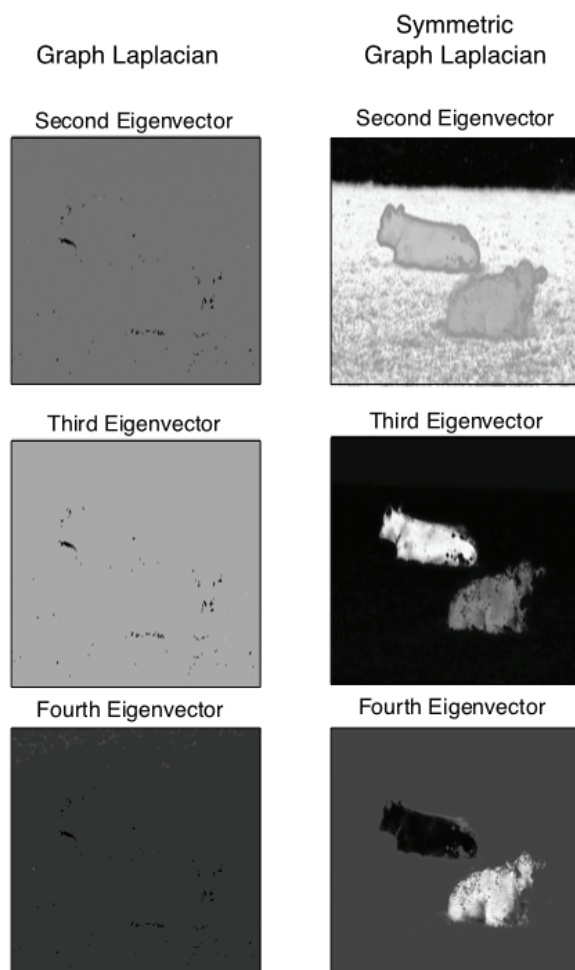 Graph Laplacian
Symmetric
Graph Laplacian
Second Eigenvector
Second Eigenvector
Third Eigenvector
Third Eigenvector
Fourth Eigenvector
Fourth Eigenvector